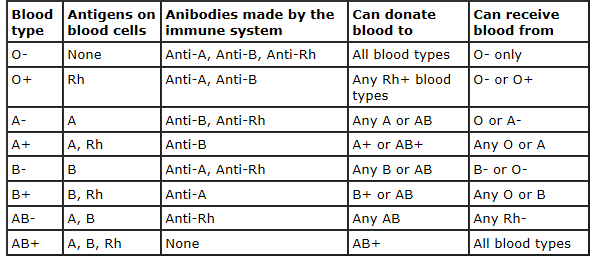 Blood type Antigens on blood cells Anibodies made by the immune system Can donate blood to Can receive blood from
O- None Anti-A, Anti-B, Anti-Rh All blood types O- only
O+ Rh Anti-A, Anti-B Any Rh+ blood types O- or O+
A- A Anti-B, Anti-Rh Any A or AB O or A-
A+ A, Rh Anti-B A+ or AB+ Any O or A
B- B Anti-A, Anti-Rh Any B or AB B- or O-
B+ B, Rh Anti-A B+ or AB Any O or B
AB- A, B Anti-Rh Any AB Any Rh-
AB+ A, B, Rh None AB+ All blood types